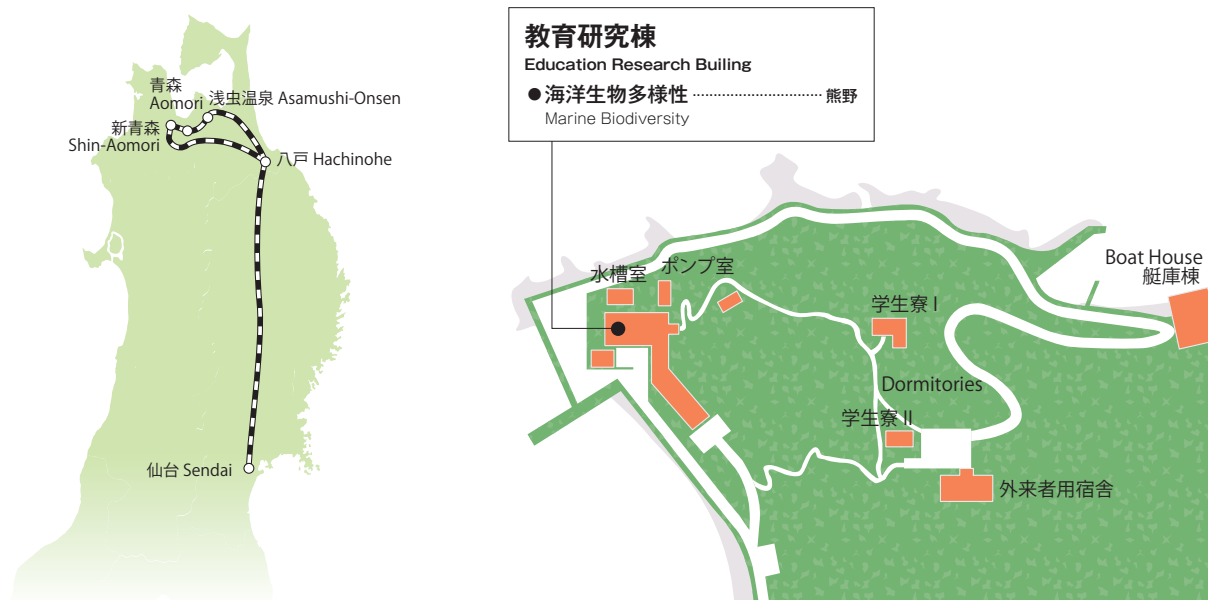 青森
Aomori
浅虫温泉 Asamushi-Onsen
新青森
Shin-Aomori
八戸 Hachinohe
仙台 Sendai
教育研究棟
Education Research Builing
●海洋生物多様性 ……………………… 熊野
Marine Biodiversity
水槽室
ポンプ室
Boat House
艇庫棟
学生寮 I
Dormitories
学生寮 II
外来者用宿舎